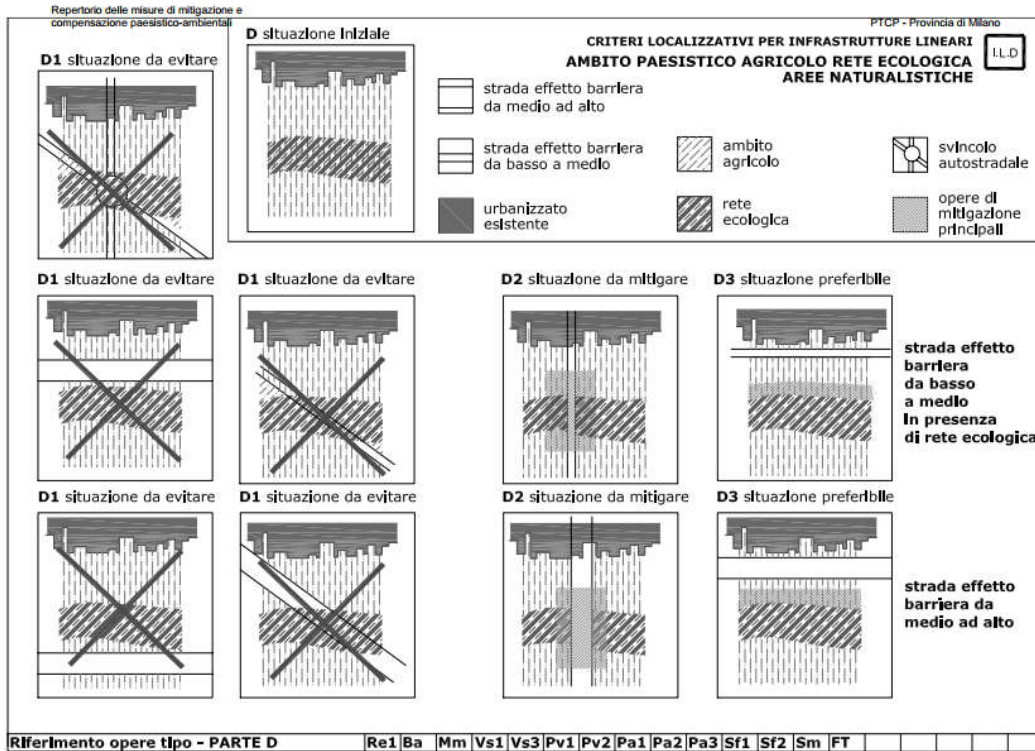 Repertorio delle misure di mitigazione e
compensazione paesistico-ambientali
PTCP - Provincia di Milano
D situazione iniziale
CRITERI LOCALIZZATIVI PER INFRASTRUTTURE LINEARI
AMBITO PAESISTICO AGRICOLO RETE ECOLOGICA
AREE NATURALISTICHE
I.L.D
D1 situazione da evitare
strada effetto barriera
da medio ad alto
strada effetto barriera
da basso a medio
urbanizzato
esistente
ambito
agricolo
rete
ecologica
svincolo
autostradale
opere di
mitigazione
principali
D1 situazione da evitare
D1 situazione da evitare
D2 situazione da mitigare
D3 situazione preferibile
strada effetto
barriera
da basso
a medio
in presenza
di rete ecologica
D1 situazione da evitare
D1 situazione da evitare
D2 situazione da mitigare
D3 situazione preferibile
strada effetto
barriera da
medio ad alto
Riferimento opere tipo - PARTE D Re1 Ba Mm Vs1 Vs3 Pv1 Pv2 Pa1 Pa2 Pa3 Sf1 Sf2 Sm FT